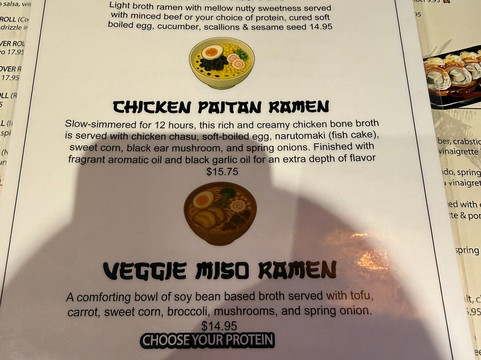 Light broth ramen with mellow nutty sweetness served
with minced beef or your choice of protein, cured soft
boiled egg, cucumber, scallions & sesame seed 14.95
CHICKEN PAITAN RAMEN
Slow-simmered for 12 hours, this rich and creamy chicken bone broth
is served with chicken chasu, soft-boiled egg, narutomaki (fish cake),
sweet corn, black ear mushroom, and spring onions. Finished with
fragrant aromatic oil and black garlic oil for an extra depth of flavor
$15.75
VEGGIE MISO RAMEN
A comforting bowl of soy bean based broth served with tofu,
carrot, sweet corn, broccoli, mushrooms, and spring onion.
$14.95
CHOOSE YOUR PROTEIN